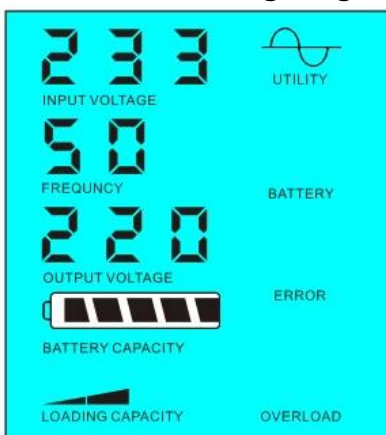 233
INPUT VOLTAGE
UTILITY
50
FREQUNCY
BATTERY
220
OUTPUT VOLTAGE
ERROR
BATTERY CAPACITY
LOADING CAPACITY
OVERLOAD